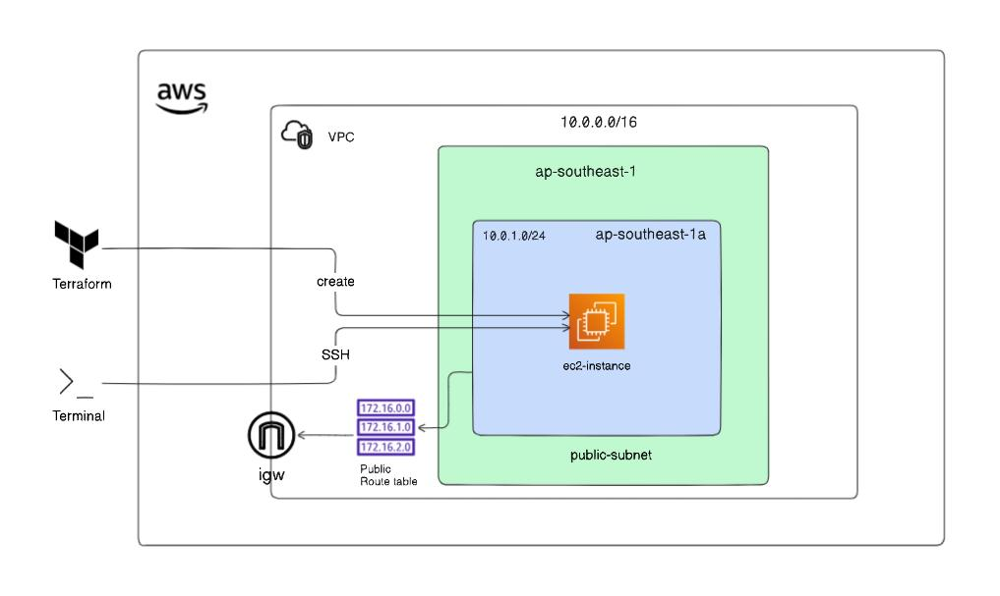 aws
10.0.0.0/16
VPC
ap-southeast-1
10.0.1.0/24
ap-southeast-1a
Terraform
create
SSH
ec2-instance
Terminal
172.16.0.0
172.16.1.0
172.16.2.0
igw
Public
Route table
public-subnet